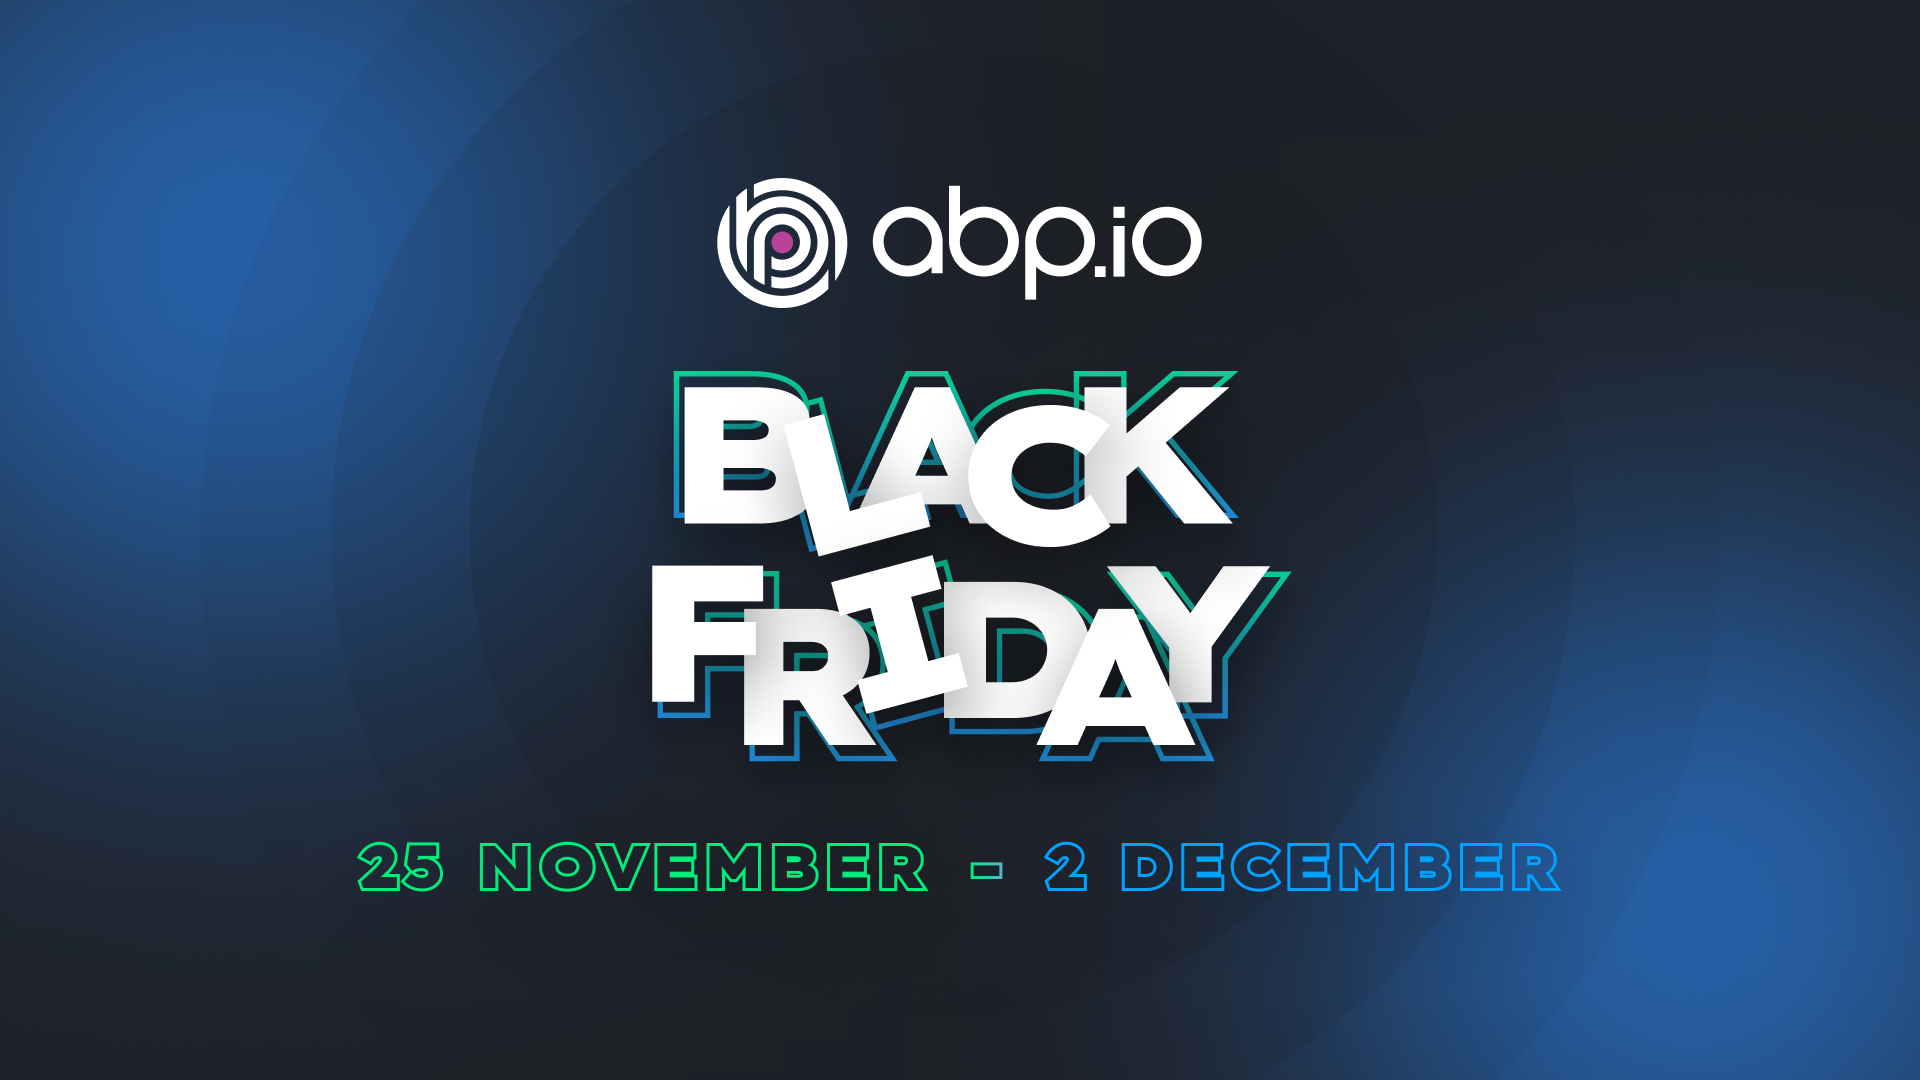 abp.io
BLACK
FRIDAY
25 NOVEMBER - 2 DECEMBER